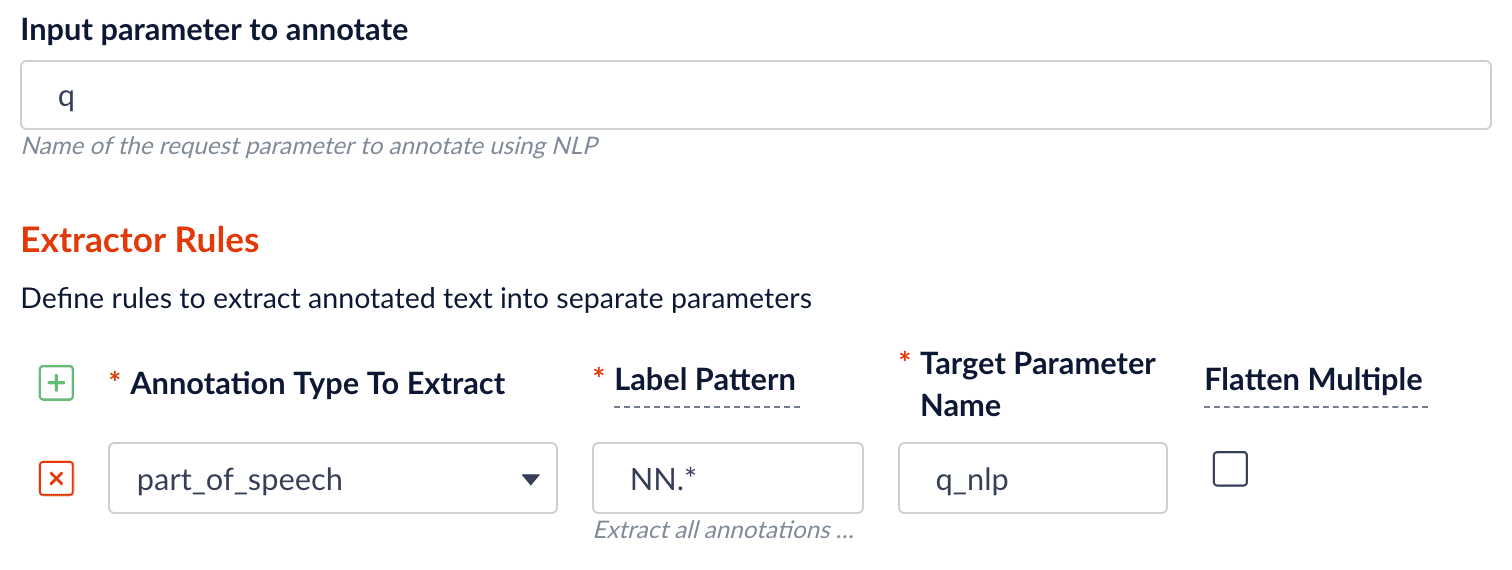 Input parameter to annotate
q
Name of the request parameter to annotate using NLP
Extractor Rules
Define rules to extract annotated text into separate parameters
* Annotation Type To Extract
* Label Pattern
* Target Parameter
Name
Flatten Multiple
part_of_speech
NN.*
q_nlp
Extract all annotations ...